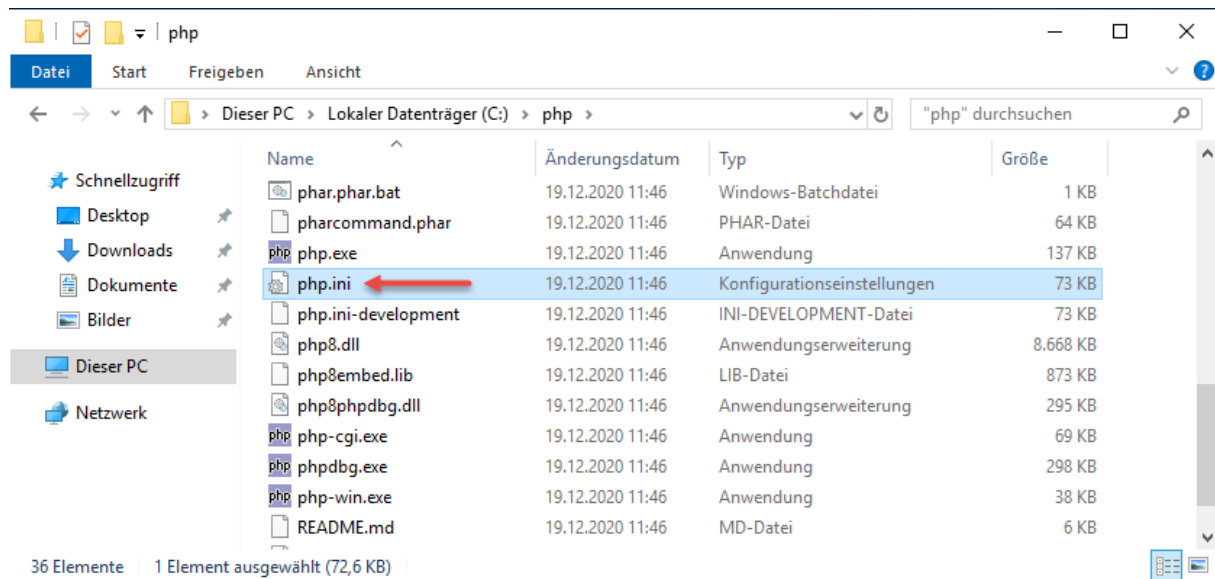 php
Datei Start Freigeben Ansicht
Dieser PC Lokaler Datenträger (C:) php "php" durchsuchen
Schnellzugriff
Desktop
Downloads
Dokumente
Bilder
Dieser PC
Netzwerk
Name Änderungsdatum Typ Größe
phar.phar.bat 19.12.2020 11:46 Windows-Batchdatei 1 KB
pharcommand.phar 19.12.2020 11:46 PHAR-Datei 64 KB
php php.exe 19.12.2020 11:46 Anwendung 137 KB
php.ini 19.12.2020 11:46 Konfigurationseinstellungen 73 KB
php.ini-development 19.12.2020 11:46 INI-DEVELOPMENT-Datei 73 KB
php8.dll 19.12.2020 11:46 Anwendungserweiterung 8.668 KB
php8embed.lib 19.12.2020 11:46 LIB-Datei 873 KB
php8phpdbg.dll 19.12.2020 11:46 Anwendungserweiterung 295 KB
php php-cgi.exe 19.12.2020 11:46 Anwendung 69 KB
php phpdbg.exe 19.12.2020 11:46 Anwendung 298 KB
php php-win.exe 19.12.2020 11:46 Anwendung 38 KB
README.md 19.12.2020 11:46 MD-Datei 6 KB
36 Elemente 1 Element ausgewählt (72,6 KB)